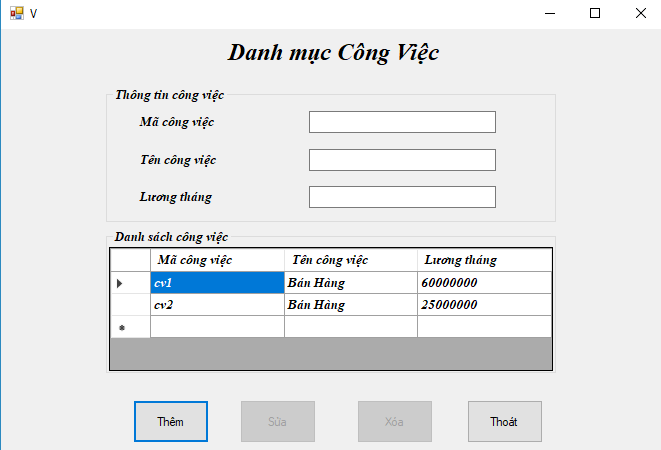 V
Danh mục Công Việc
Thông tin công việc
Mã công việc
Tên công việc
Lương tháng
Danh sách công việc
Mã công việc Tên công việc Lương tháng
cv1 Bán Hàng 60000000
cv2 Bán Hàng 25000000
Thêm Sửa Xóa Thoát